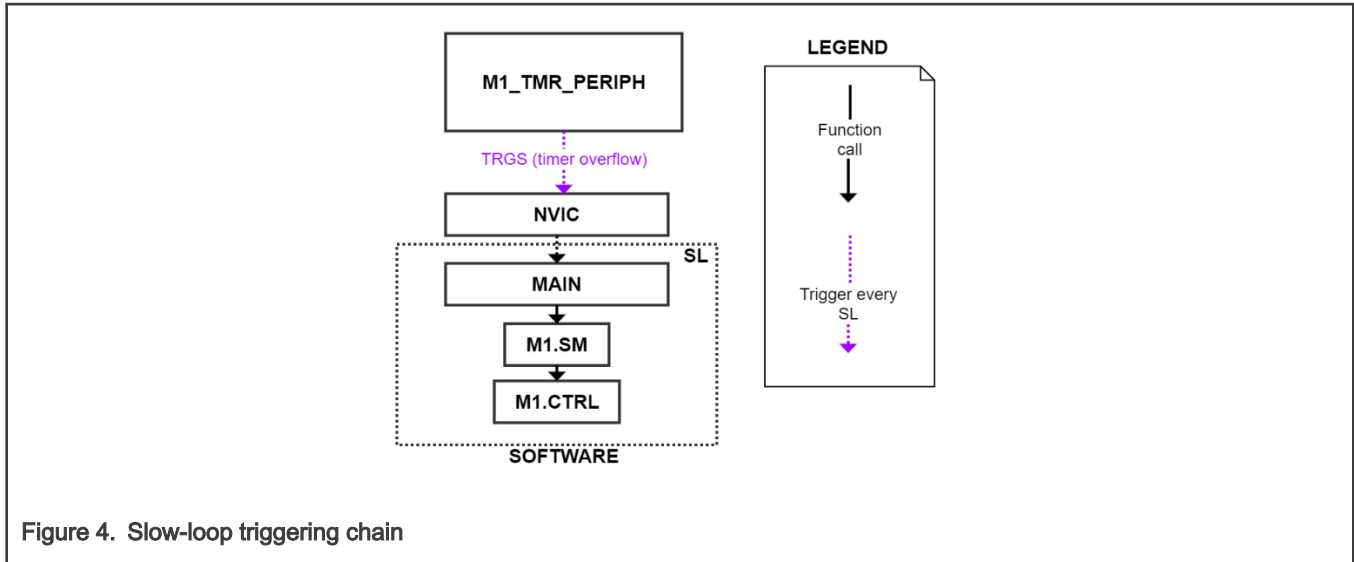 M1_TMR_PERIPH
TRGS (timer overflow)
NVIC
SL
MAIN
M1.SM
M1.CTRL
SOFTWARE
LEGEND
Function
call
Trigger every
SL
Figure 4. Slow-loop triggering chain